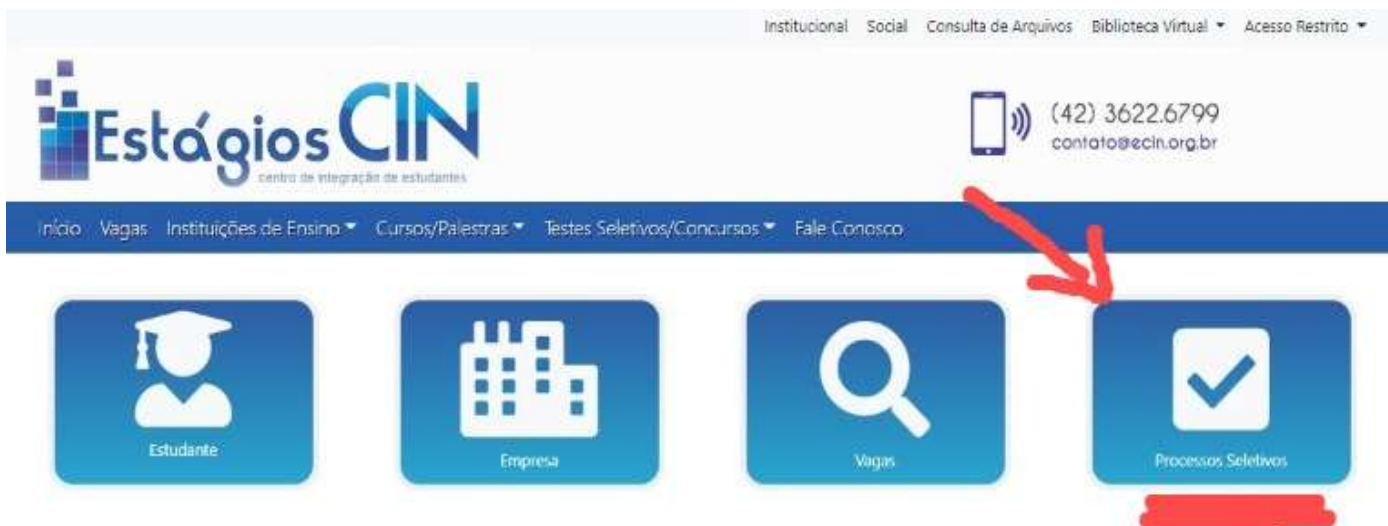 Institucional Social Consulta de Arquivos Biblioteca Virtual Acesso Restrito
Estágios CIN
centro de integração de estudantes
(42) 3622.6799
contato@ecin.org.br
Início Vagas Instituições de Ensino Cursos/Palestras Testes Seletivos/Concursos Fale Conosco
Estudante
Empresa
Vagas
Processos Seletivos